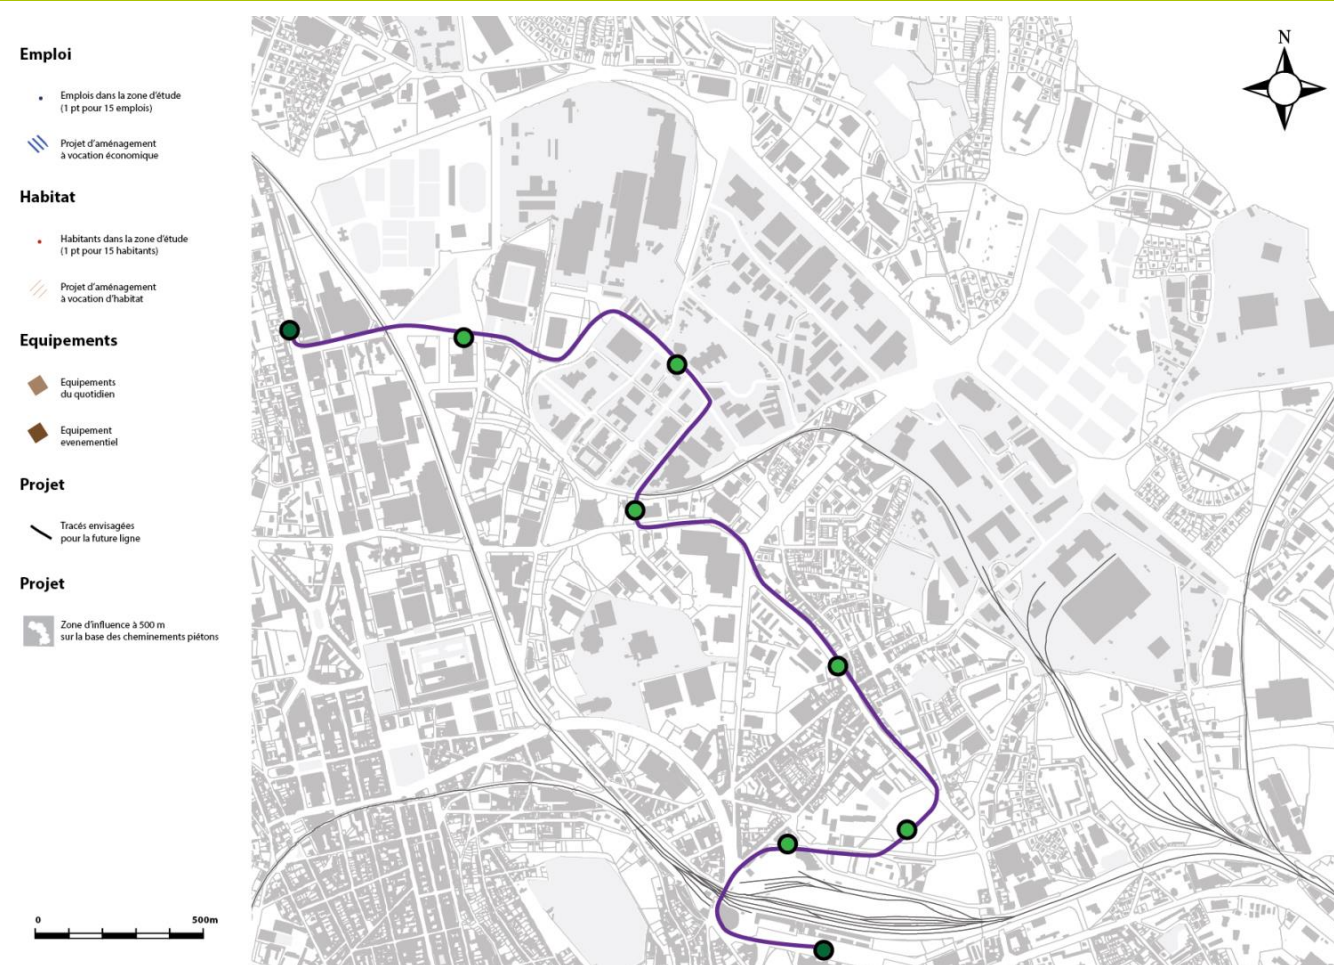 N
Emploi
Emplois dans la zone d'étude
(1 pt pour 15 emplois)
Projet d'aménagement
à vocation économique
Habitat
Habitants dans la zone d'étude
(1 pt pour 15 habitants)
Projet d'aménagement
à vocation d'habitat
Equipements
Equipements
du quotidien
Equipement
evenementiel
Projet
Tracés envisagées
pour la future ligne
Projet
Zone d'influence à 500 m
sur la base des cheminements piétons
0 500m